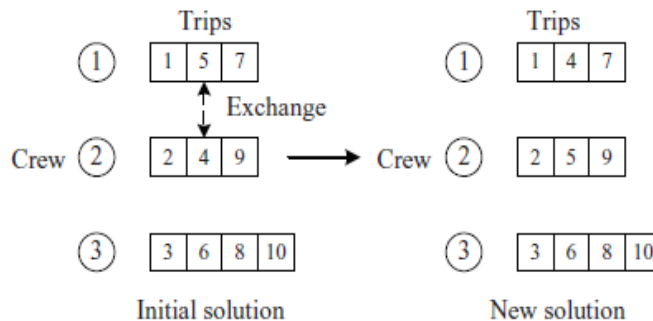 Trips Trips
1 1 5 7 1 1 4 7
Exchange
Crew 2 2 4 9 Crew 2 2 5 9
3 3 6 8 10 3 3 6 8 10
Initial solution New solution